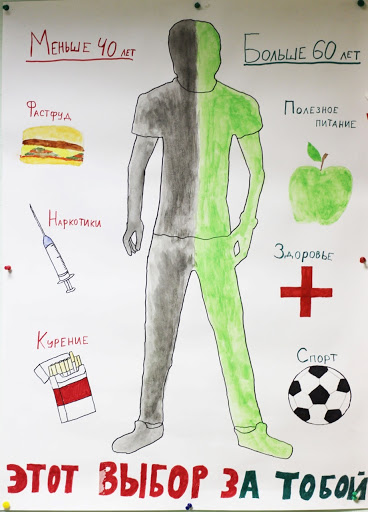 Меньше 40 лет
Больше 60 лет
Фастфуд
Полезное
питание
Наркотики
Здоровье
Курение
Спорт
ЭТОТ ВЫБОР ЗА ТОБОЙ